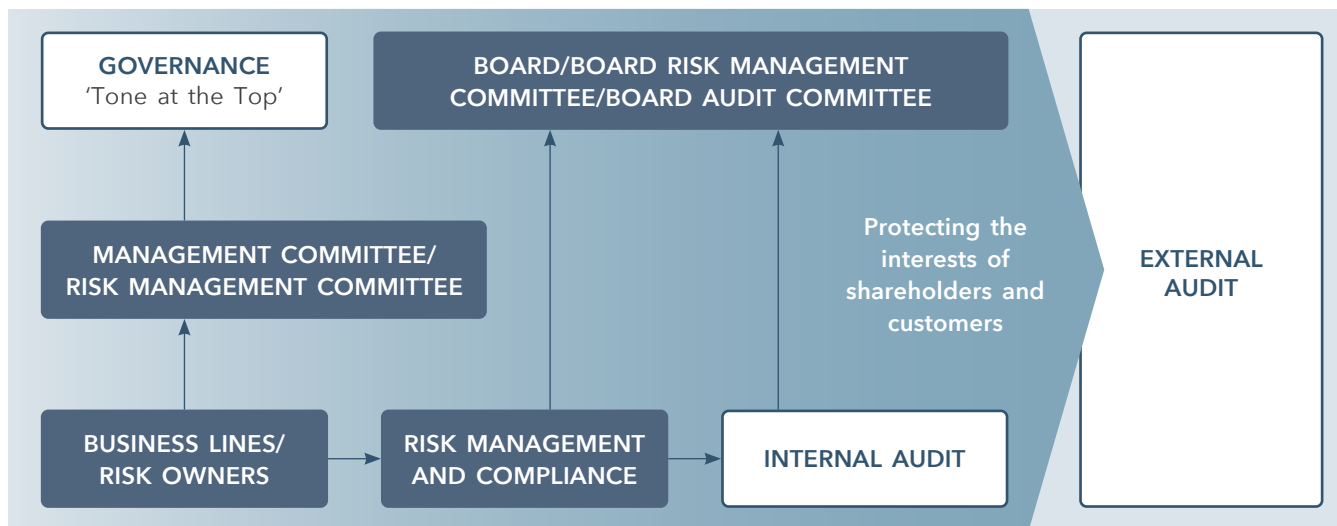 GOVERNANCE
'Tone at the Top'
BOARD/BOARD RISK MANAGEMENT
COMMITTEE/BOARD AUDIT COMMITTEE
MANAGEMENT COMMITTEE/
RISK MANAGEMENT COMMITTEE
Protecting the
interests of
shareholders and
customers
EXTERNAL
AUDIT
BUSINESS LINES/
RISK OWNERS
RISK MANAGEMENT
AND COMPLIANCE
INTERNAL AUDIT